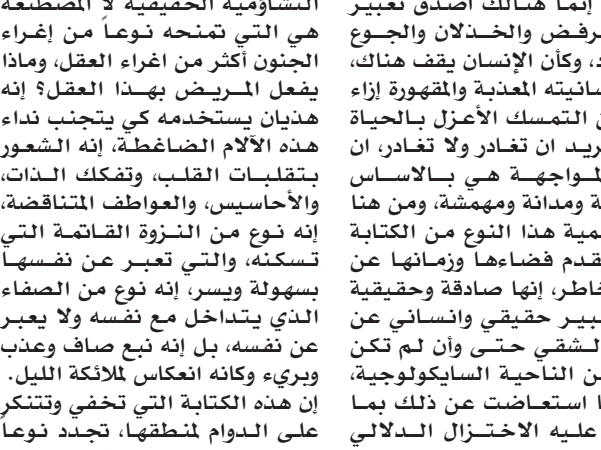 إنما هنالك أصدق تعبير
رفض والخذلان والجوع
د، وكأن الإنسان يقف هناك،
سانيته المعذبة والمقهورة إزاء
ن التمسك الأعزل بالحياة
ريد ان تغادر ولا تغادر، ان
لمواجهة هي بالاساس
ة ومدانة ومهمشة، ومن هنا
همية هذا النوع من الكتابة
قدم فضاءها وزمانها عن
خاطر، إنها صادقة وحقيقية
بير حقيقي وانساني عن
الشقي حتى وأن لم تكن
ن الناحية السايكولوجية،
ا استعاضت عن ذلك بما
عليه الاختزال الدلالي
التشاؤمية الحقيقية لا المصطنعة
هي التي تمنحه نوعاً من إغراء
الجنون أكثر من اغراء العقل، وماذا
يفعل المريض بهذا العقل؟ إنه
هذيان يستخدمه كي يتجنب نداء
هذه الآلام الضاغطة، إنه الشعور
بتقلبات القلب، وتفكك الذات،
والأحاسيس، والعواطف المتناقضة،
إنه نوع من النزوة القاتمة التي
تسكنه، والتي تعبر عن نفسها
بسهولة ويسر، إنه نوع من الصفاء
الذي يتداخل مع نفسه ولا يعبر
عن نفسه، بل إنه نبع صاف وعذب
وبريء وكانه انعكاس لملائكة الليل.
إن هذه الكتابة التي تخفي وتتنكر
على الدوام لمنطقها، تجدد نوعاً